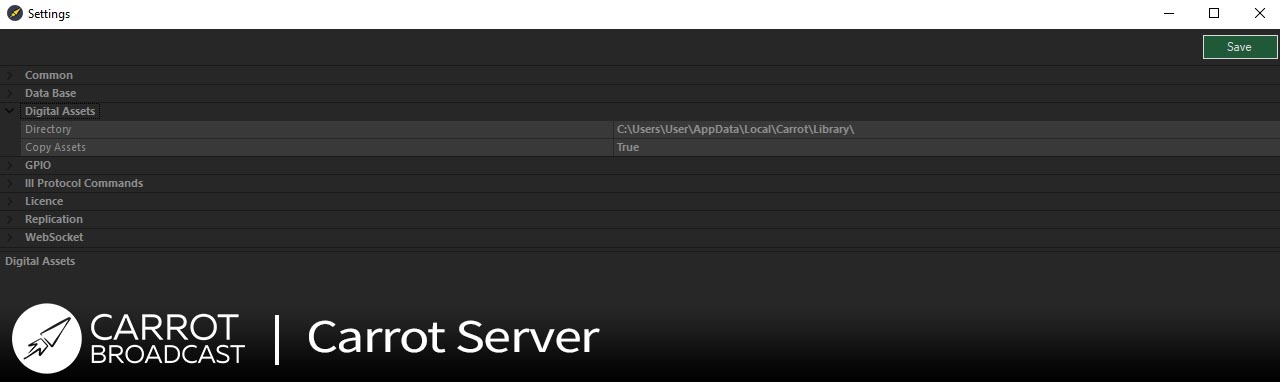 Settings
Save
Common
Data Base
Digital Assets
Directory C:\Users\User\AppData\Local\Carrot\Library\
Copy Assets True
GPIO
III Protocol Commands
Licence
Replication
WebSocket
Digital Assets
CARROT
BROADCAST
Carrot Server